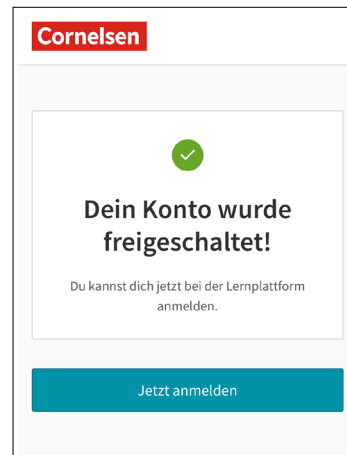 Cornelsen
Dein Konto wurde
freigeschaltet!
Du kannst dich jetzt bei der Lernplattform
anmelden.
Jetzt anmelden